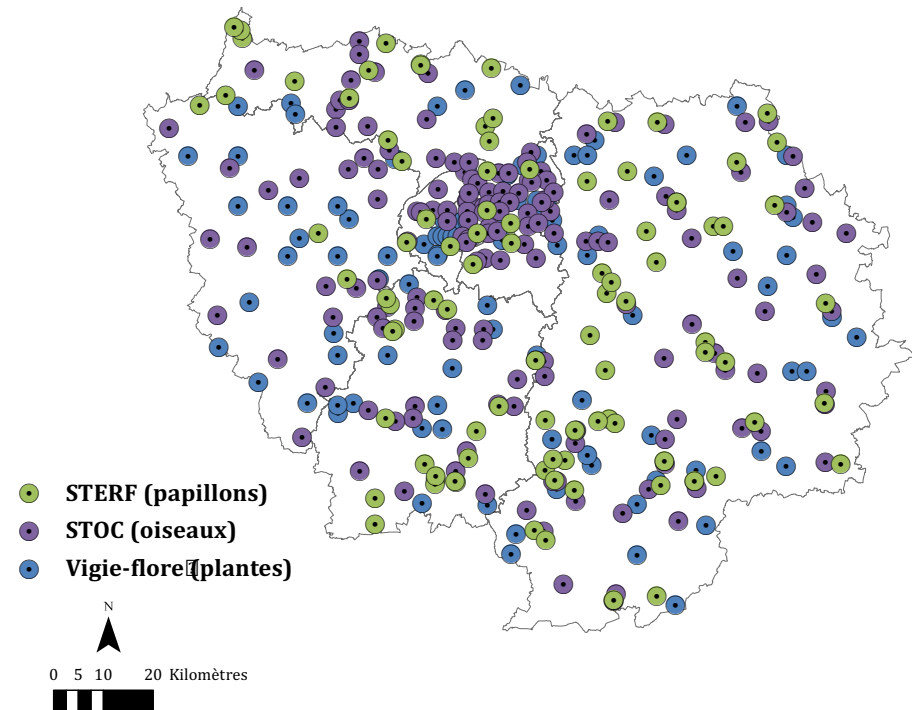 STERF (papillons)
STOC (oiseaux)
Vigie-flore (plantes)
N
0 5 10 20 Kilomètres